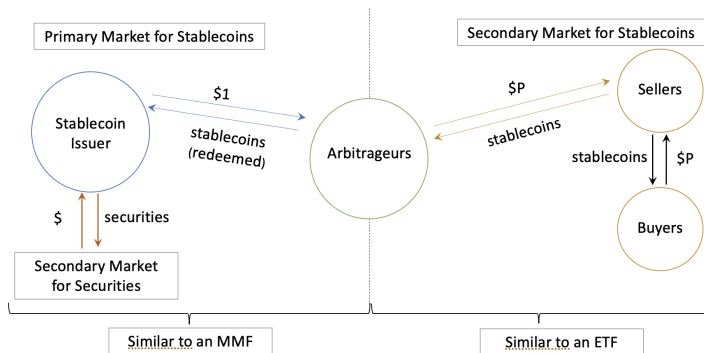 Primary Market for Stablecoins
Secondary Market for Stablecoins
$1
stablecoins
(redeemed)
Stablecoin
Issuer
Arbitrageurs
$P
stablecoins
Sellers
stablecoins
$P
Buyers
$
securities
Secondary Market
for Securities
Similar to an MMF
Similar to an ETF